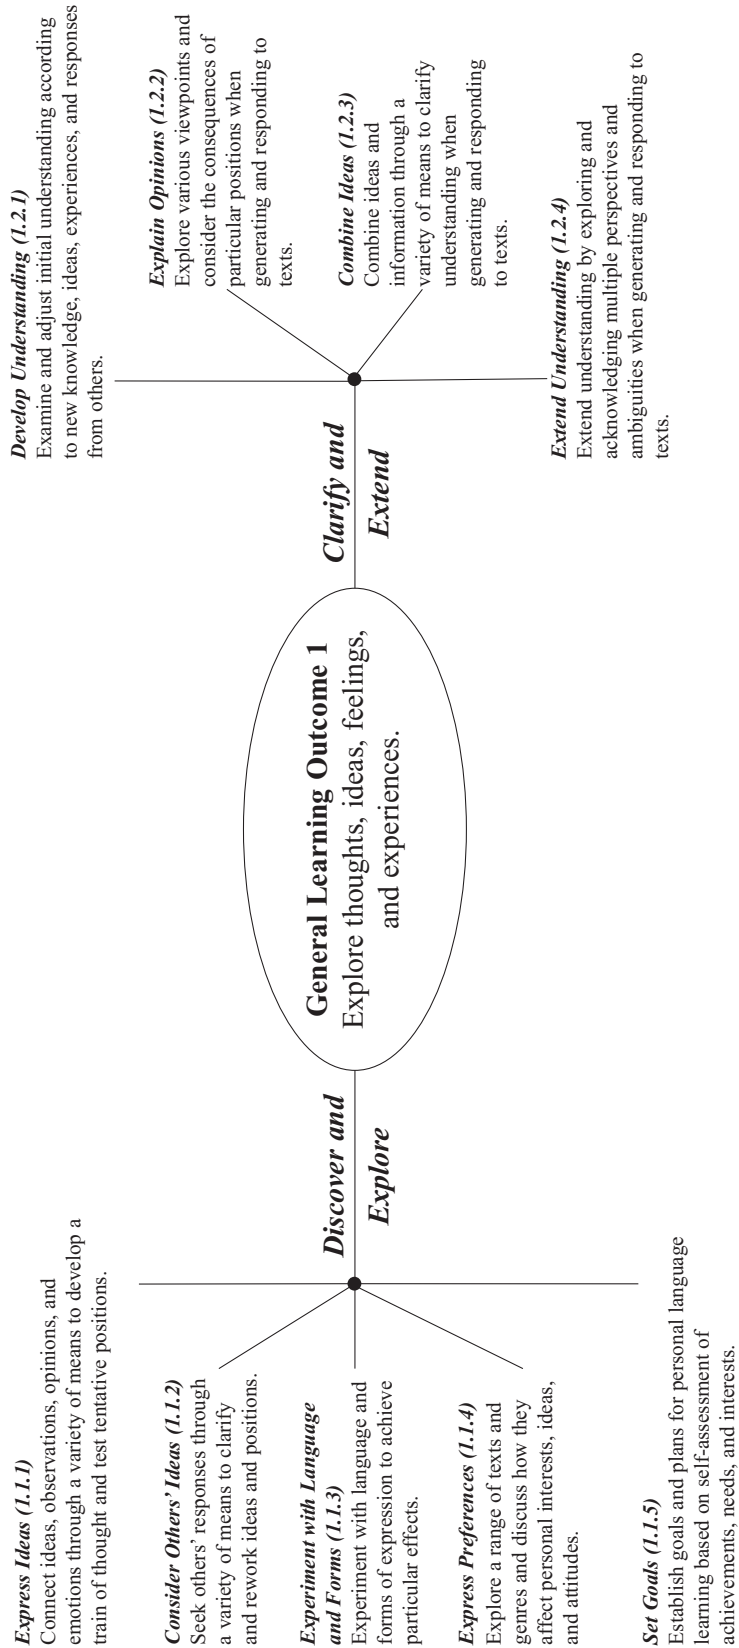 Express Ideas (1.1.1)
Connect ideas, observations, opinions, and
emotions through a variety of means to develop a
train of thought and test tentative positions.
Consider Others’ Ideas (1.1.2)
Seek others’ responses through
a variety of means to clarify
and rework ideas and positions.
Experiment with Language
and Forms (1.1.3)
Experiment with language and
forms of expression to achieve
particular effects.
Express Preferences (1.1.4)
Explore a range of texts and
genres and discuss how they
affect personal interests, ideas,
and attitudes.
Set Goals (1.1.5)
Establish goals and plans for personal language
learning based on self-assessment of
achievements, needs, and interests.
Discover and
Explore
General Learning Outcome 1
Explore thoughts, ideas, feelings,
and experiences.
Clarify and
Extend
Develop Understanding (1.2.1)
Examine and adjust initial understanding according
to new knowledge, ideas, experiences, and responses
from others.
Explain Opinions (1.2.2)
Explore various viewpoints and
consider the consequences of
particular positions when
generating and responding to
texts.
Combine Ideas (1.2.3)
Combine ideas and
information through a
variety of means to clarify
understanding when
generating and responding
to texts.
Extend Understanding (1.2.4)
Extend understanding by exploring and
acknowledging multiple perspectives and
ambiguities when generating and responding to
texts.